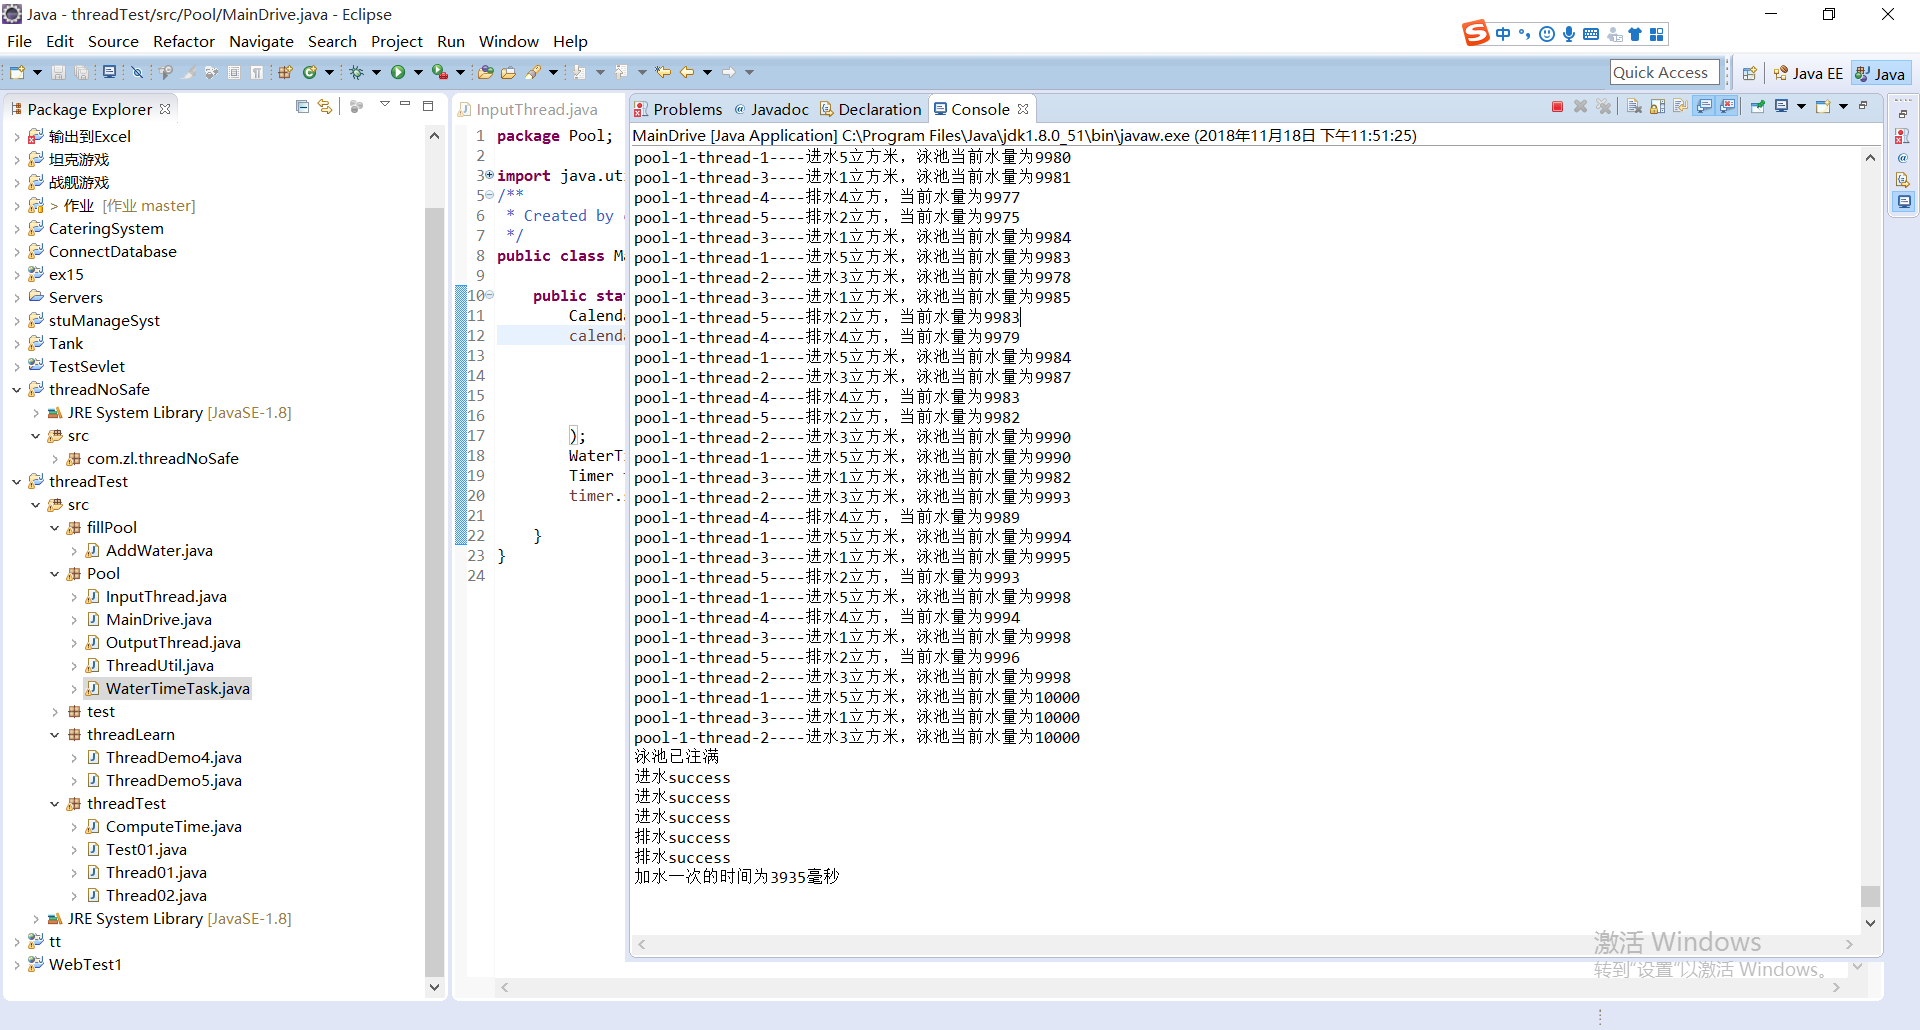 Java - threadTest/src/Pool/MainDrive.java - Eclipse
File Edit Source Refactor Navigate Search Project Run Window Help
中
Quick Access
Java EE
Java
Package Explorer
输出到Excel
坦克游戏
战舰游戏
> 作业 [作业 master]
CateringSystem
ConnectDatabase
ex15
Servers
stuManageSyst
Tank
TestSevlet
threadNoSafe
JRE System Library [JavaSE-1.8]
src
com.zl.threadNoSafe
threadTest
src
fillPool
AddWater.java
Pool
InputThread.java
MainDrive.java
OutputThread.java
ThreadUtil.java
WaterTimeTask.java
test
threadLearn
ThreadDemo4.java
ThreadDemo5.java
threadTest
ComputeTime.java
Test01.java
Thread01.java
Thread02.java
JRE System Library [JavaSE-1.8]
tt
WebTest1
InputThread.java
1 package Pool;
2
3 import java.ut
5 /**
6 * Created by
7 */
8 public class M
9
10 public sta
11 Calend
12 calend
13
14
15
16
17 );
18 WaterT
19 Timer
20 timer.
21
22 }
23 }
24
Problems Javadoc Declaration Console
MainDrive [Java Application] C:\Program Files\Java\jdk1.8.0_51\bin\javaw.exe (2018年11月18日 下午11:51:25)
pool-1-thread-1----进水5立方米，泳池当前水量为9980
pool-1-thread-3----进水1立方米，泳池当前水量为9981
pool-1-thread-4----排水4立方，当前水量为9977
pool-1-thread-5----排水2立方，当前水量为9975
pool-1-thread-3----进水1立方米，泳池当前水量为9984
pool-1-thread-1----进水5立方米，泳池当前水量为9983
pool-1-thread-2----进水3立方米，泳池当前水量为9978
pool-1-thread-3----进水1立方米，泳池当前水量为9985
pool-1-thread-5----排水2立方，当前水量为9983
pool-1-thread-4----排水4立方，当前水量为9979
pool-1-thread-1----进水5立方米，泳池当前水量为9984
pool-1-thread-2----进水3立方米，泳池当前水量为9987
pool-1-thread-4----排水4立方，当前水量为9983
pool-1-thread-5----排水2立方，当前水量为9982
pool-1-thread-2----进水3立方米，泳池当前水量为9990
pool-1-thread-1----进水5立方米，泳池当前水量为9990
pool-1-thread-3----进水1立方米，泳池当前水量为9982
pool-1-thread-2----进水3立方米，泳池当前水量为9993
pool-1-thread-4----排水4立方，当前水量为9989
pool-1-thread-1----进水5立方米，泳池当前水量为9994
pool-1-thread-3----进水1立方米，泳池当前水量为9995
pool-1-thread-5----排水2立方，当前水量为9993
pool-1-thread-1----进水5立方米，泳池当前水量为9998
pool-1-thread-4----排水4立方，当前水量为9994
pool-1-thread-3----进水1立方米，泳池当前水量为9998
pool-1-thread-5----排水2立方，当前水量为9996
pool-1-thread-2----进水3立方米，泳池当前水量为9998
pool-1-thread-1----进水5立方米，泳池当前水量为10000
pool-1-thread-3----进水1立方米，泳池当前水量为10000
pool-1-thread-2----进水3立方米，泳池当前水量为10000
泳池已注满
进水success
进水success
进水success
排水success
排水success
加水一次的时间为3935毫秒
激活 Windows
转到“设置”以激活 Windows。